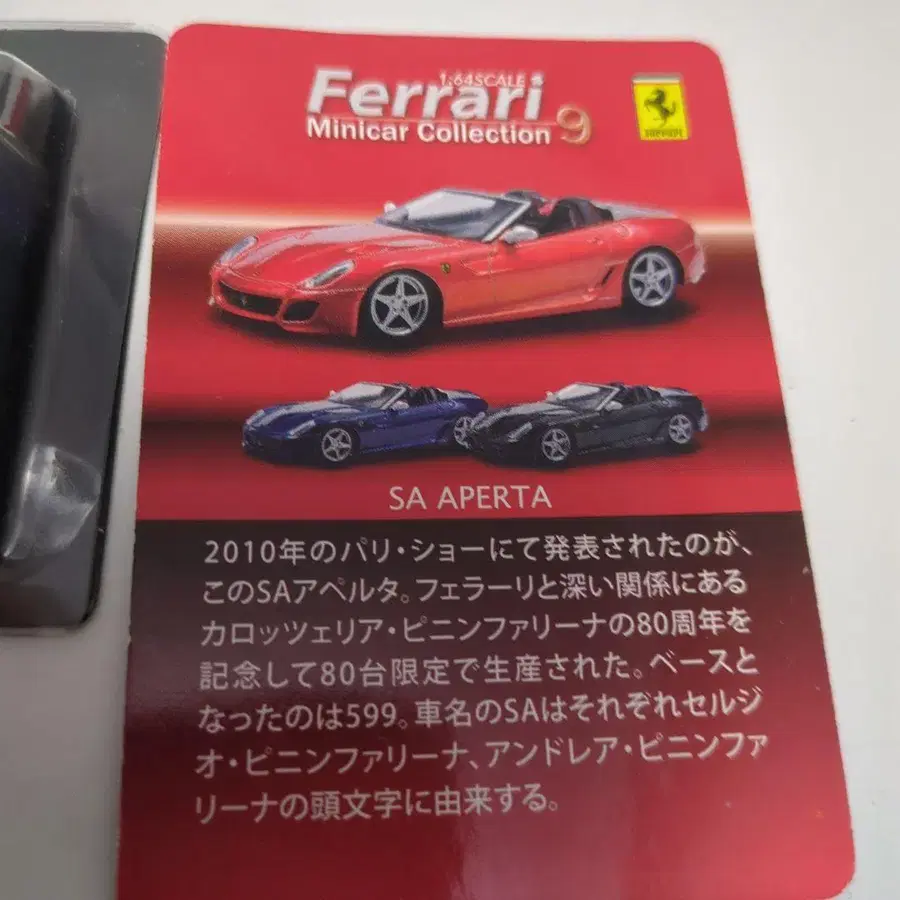 1:64SCALE
Ferrari
Minicar Collection 9
Ferrari
SA APERTA
2010年のパリ・ショーにて発表されたのが、
このSAアペルタ。フェラーリと深い関係にある
カロッツェリア・ピニンファリーナの80周年を
記念して80台限定で生産された。ベースと
なったのは599。車名のSAはそれぞれセルジ
オ・ピニンファリーナ、アンドレア・ピニンファ
リーナの頭文字に由来する。